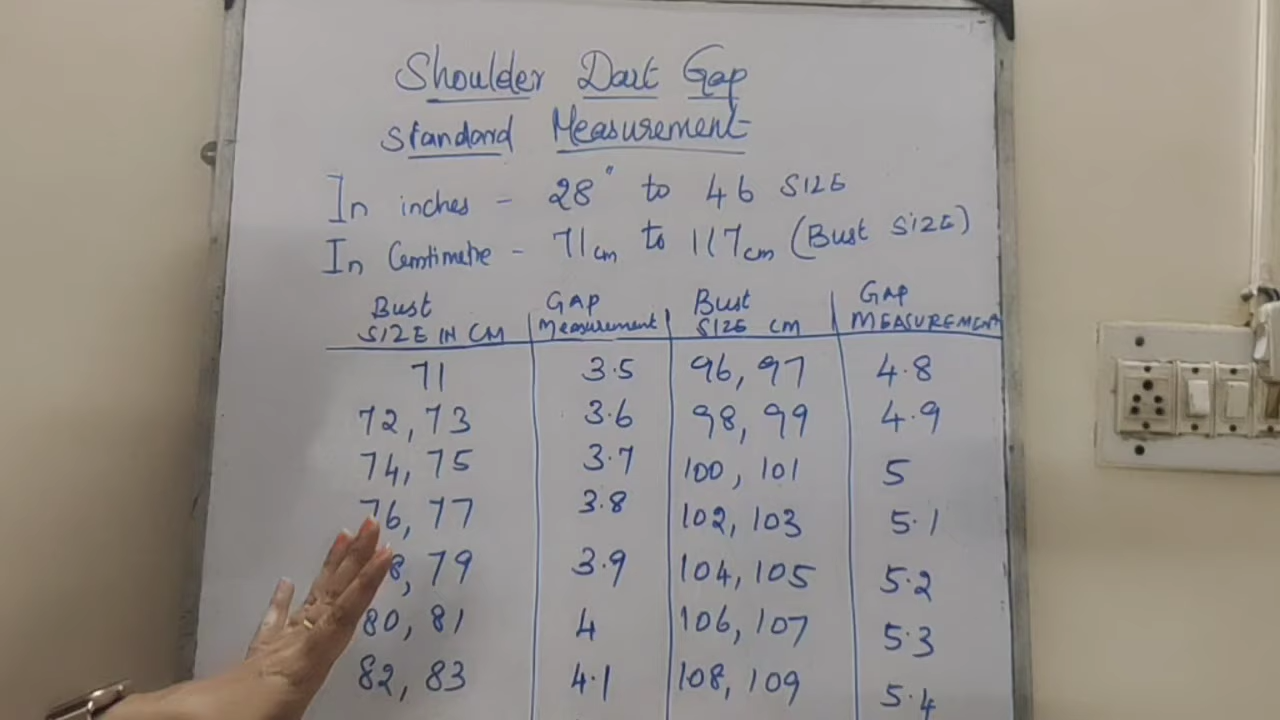 Shoulder Dart Gap
Standard Measurement
In inches - 28" to 46 SIZE
In Centimetre - 71cm to 117cm (Bust SIZE)
Bust SIZE IN CM | GAP Measurement | Bust SIZE CM | GAP MEASUREMENT
71 | 3.5 | 96, 97 | 4.8
72, 73 | 3.6 | 98, 99 | 4.9
74, 75 | 3.7 | 100, 101 | 5
76, 77 | 3.8 | 102, 103 | 5.1
8, 79 | 3.9 | 104, 105 | 5.2
80, 81 | 4 | 106, 107 | 5.3
82, 83 | 4.1 | 108, 109 | 5.4